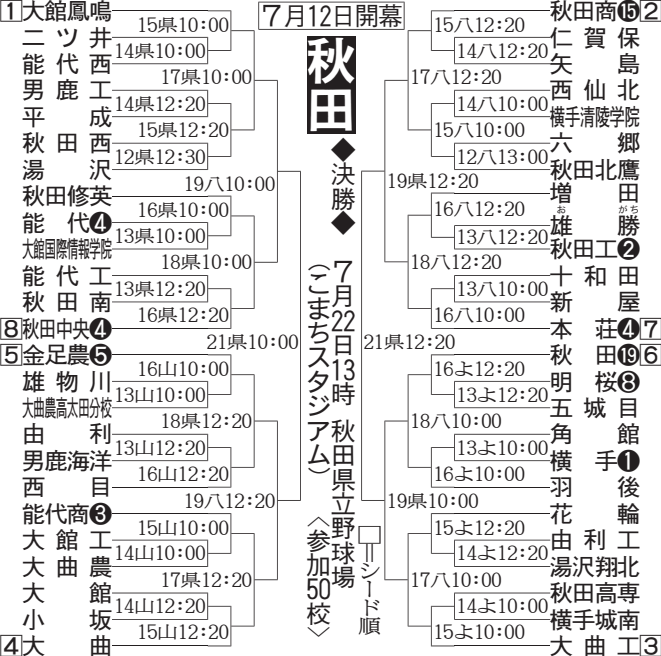 ７月12日開幕
秋田
◆決勝◆
７月22日13時 秋田県立野球場
（こまちスタジアム）
〈参加50校〉
□＝シード順
1大館鳳鳴
二ツ井
能代西
男鹿工
平成
秋田西
湯沢
秋田修英
能代❹
大館国際情報学院
能代工
秋田南
8秋田中央❹
5金足農❺
雄物川
大曲農高太田分校
由利
男鹿海洋
西目
能代商❸
大館工
大曲農
大館
小坂
4大曲
15県10:00
14県10:00
17県10:00
14県12:20
15県12:20
12県12:30
19八10:00
16県10:00
13県10:00
18県10:00
13県12:20
16県12:20
21県10:00
16山10:00
13山10:00
18県12:20
13山12:20
16山12:20
19八12:20
15山10:00
14山10:00
17県12:20
14山12:20
15山12:20
秋田商⓯2
仁賀保
矢島
西仙北
横手清陵学院
六郷
秋田北鷹
増田
お がち
雄勝
秋田工❷
十和田
新屋
本荘❹7
秋田⓳6
明桜❽
五城目
角館
横手❶
羽後
花輪
由利工
湯沢翔北
秋田高専
横手城南
大曲工3
15八12:20
14八12:20
17八12:20
14八10:00
15八10:00
12八13:00
19県12:20
16八12:20
13八12:20
18八12:20
13八10:00
16八10:00
21県12:20
16よ12:20
13よ12:20
18八10:00
13よ10:00
16よ10:00
19県10:00
15よ12:20
14よ12:20
17八10:00
14よ10:00
15よ10:00